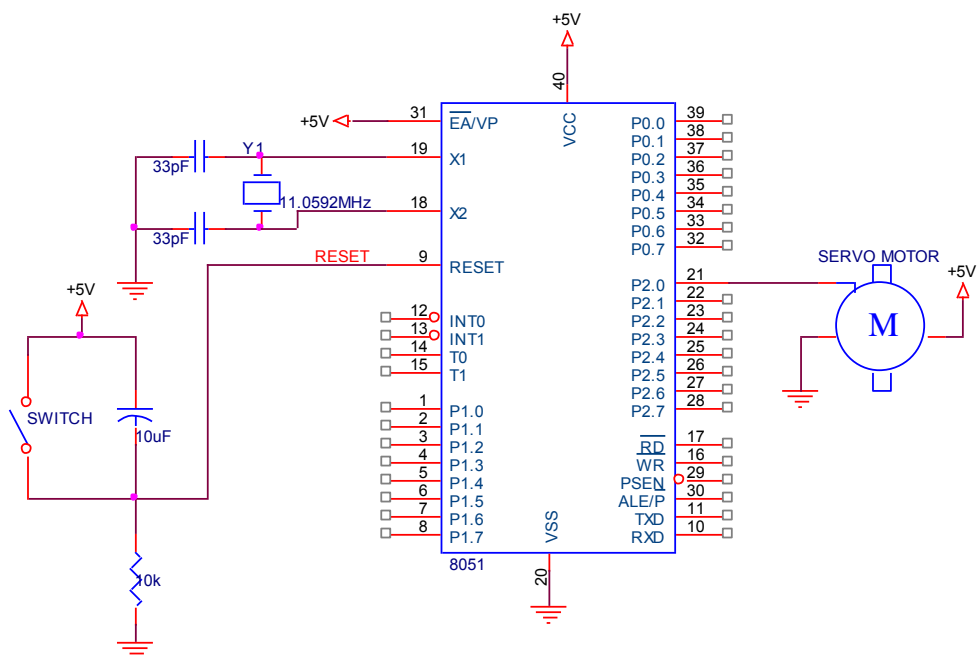 +5V
40
VCC
+5V
31
EA/VP
P0.0
39
P0.1
38
P0.2
37
P0.3
36
P0.4
35
P0.5
34
P0.6
33
P0.7
32
33pF
Y1
19
X1
11.0592MHz
33pF
18
X2
RESET
9
RESET
SERVO MOTOR
+5V
M
P2.0
21
P2.1
22
P2.2
23
P2.3
24
P2.4
25
P2.5
26
P2.6
27
P2.7
28
+5V
12
INT0
13
INT1
14
T0
15
T1
SWITCH
10uF
1
P1.0
2
P1.1
3
P1.2
4
P1.3
5
P1.4
6
P1.5
7
P1.6
8
P1.7
RD
17
WR
16
PSEN
29
ALE/P
30
TXD
11
RXD
10
VSS
20
8051
10k